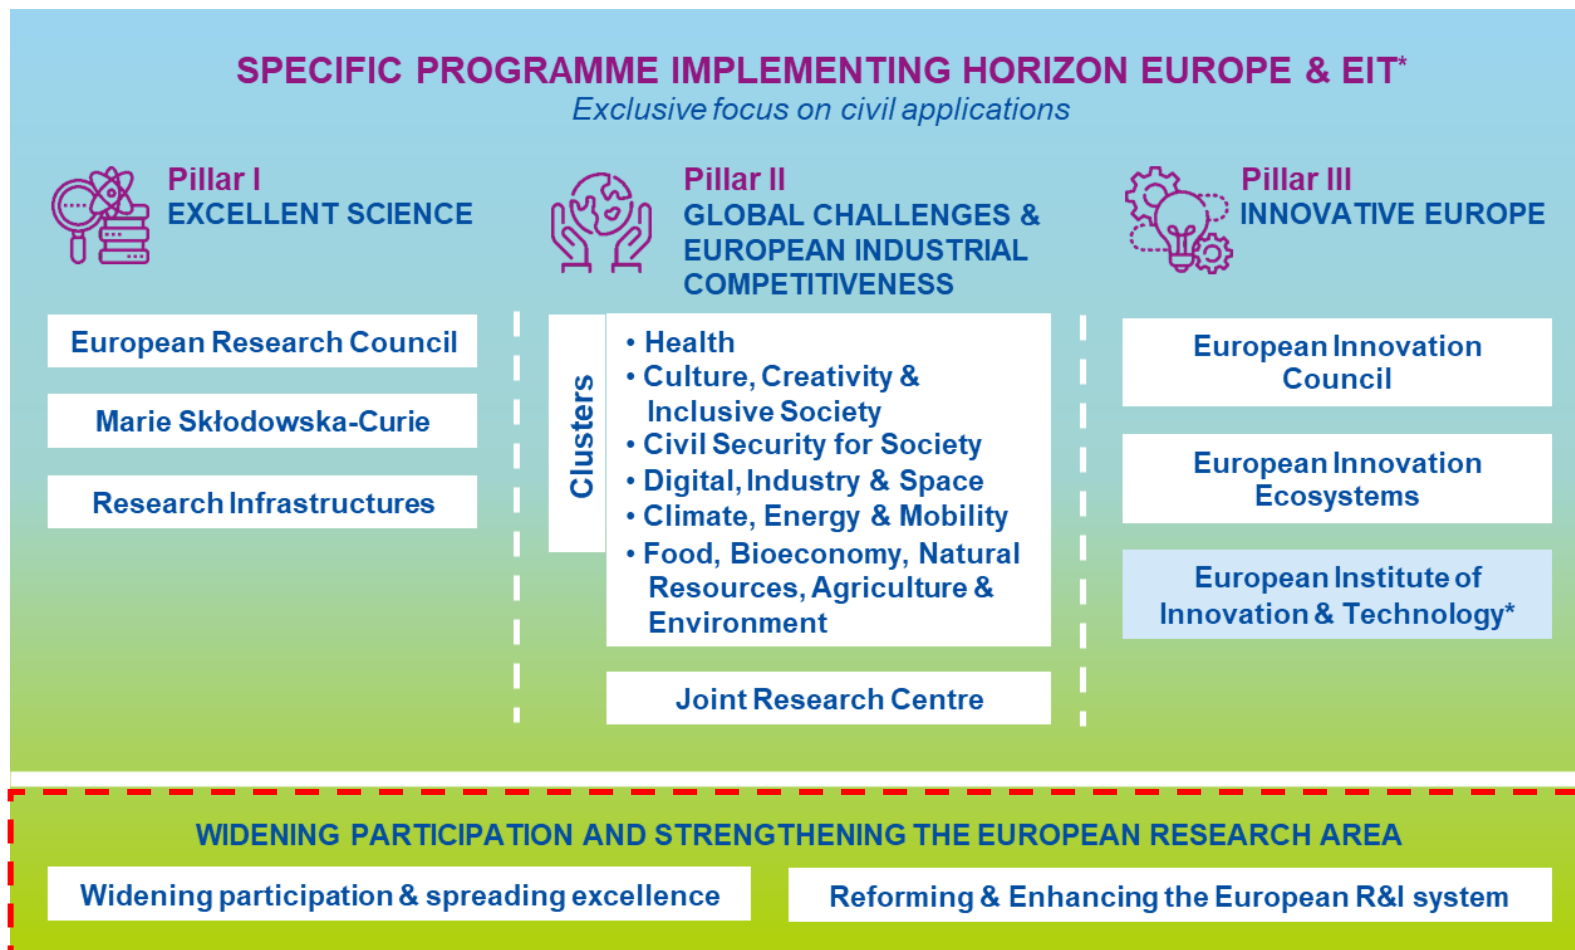 SPECIFIC PROGRAMME IMPLEMENTING HORIZON EUROPE & EIT*
Exclusive focus on civil applications
Pillar I
EXCELLENT SCIENCE
European Research Council
Marie Skłodowska-Curie
Research Infrastructures
Pillar II
GLOBAL CHALLENGES &
EUROPEAN INDUSTRIAL
COMPETITIVENESS
Clusters
• Health
• Culture, Creativity &
Inclusive Society
• Civil Security for Society
• Digital, Industry & Space
• Climate, Energy & Mobility
• Food, Bioeconomy, Natural
Resources, Agriculture &
Environment
Joint Research Centre
Pillar III
INNOVATIVE EUROPE
European Innovation
Council
European Innovation
Ecosystems
European Institute of
Innovation & Technology*
WIDENING PARTICIPATION AND STRENGTHENING THE EUROPEAN RESEARCH AREA
Widening participation & spreading excellence
Reforming & Enhancing the European R&I system